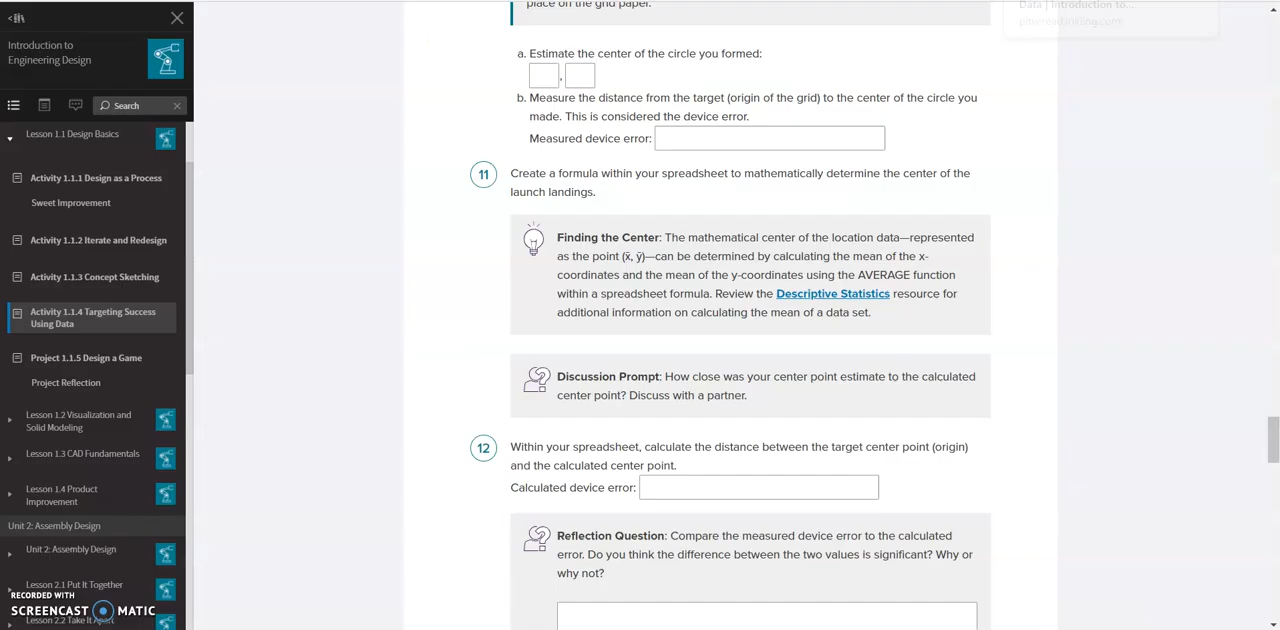 Introduction to
Engineering Design
Search
Lesson 1.1 Design Basics
Activity 1.1.1 Design as a Process
Sweet Improvement
Activity 1.1.2 Iterate and Redesign
Activity 1.1.3 Concept Sketching
Activity 1.1.4 Targeting Success
Using Data
Project 1.1.5 Design a Game
Project Reflection
Lesson 1.2 Visualization and
Solid Modeling
Lesson 1.3 CAD Fundamentals
Lesson 1.4 Product
Improvement
Unit 2: Assembly Design
Unit 2: Assembly Design
Lesson 2.1 Put It Together
RECORDED WITH
SCREENCAST MATIC
Lesson 2.2 Take It Apart
place on the grid paper.
Data | Introduction to...
a. Estimate the center of the circle you formed:
,
b. Measure the distance from the target (origin of the grid) to the center of the circle you
made. This is considered the device error.
Measured device error:
11 Create a formula within your spreadsheet to mathematically determine the center of the
launch landings.
Finding the Center: The mathematical center of the location data—represented
as the point (x̄, ȳ)—can be determined by calculating the mean of the x-
coordinates and the mean of the y-coordinates using the AVERAGE function
within a spreadsheet formula. Review the Descriptive Statistics resource for
additional information on calculating the mean of a data set.
Discussion Prompt: How close was your center point estimate to the calculated
center point? Discuss with a partner.
12 Within your spreadsheet, calculate the distance between the target center point (origin)
and the calculated center point.
Calculated device error:
Reflection Question: Compare the measured device error to the calculated
error. Do you think the difference between the two values is significant? Why or
why not?